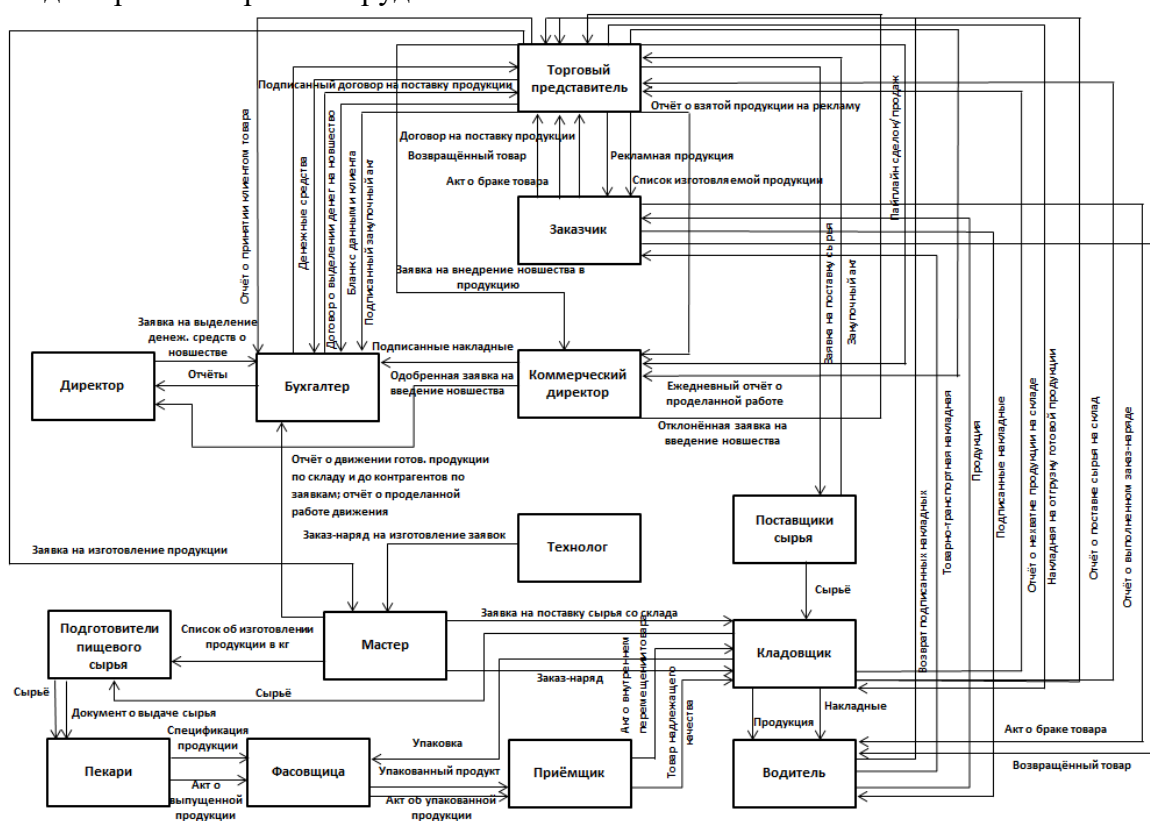 Торговый
представитель
Подписанный договор на поставку продукции
Отчёт о взятой продукции на рекламу
Договор на поставку продукции
Возвращённый товар
Рекламная продукция
Акт о браке товара
Список изготовляемой продукции
Заказчик
Отчёт о принятии клиентом товара
Денежные средства
Договор о выделении денег на новшество
Бланк с данными клиента
Подписанный закупочный акт
Пайплайн сделок/продаж
Заявка на поставку сырья
Закупочный акт
Заявка на внедрение новшества в
продукцию
Заявка на выделение
денеж. средств о
новшестве
Директор
Отчёты
Бухгалтер
Подписанные накладные
Одобренная заявка на
введение новшества
Коммерческий
директор
Ежедневный отчёт о
проделанной работе
Отклонённая заявка на
введение новшества
Возврат подписанных накладных
Товарно-транспортная накладная
Продукция
Подписанные накладные
Отчёт о нехватке продукции на складе
Накладная на отгрузку готовой продукции
Отчёт о поставке сырья на склад
Отчёт о выполненном заказ-наряде
Отчёт о движении готов. продукции
по складу и до контрагентов по
заявкам; отчёт о проделанной
работе движения
Поставщики
сырья
Заявка на изготовление продукции
Заказ-наряд на изготовление заявок
Технолог
Сырьё
Подготовители
пищевого
сырья
Список об изготовлении
продукции в кг
Мастер
Заявка на поставку сырья со склада
Кладовщик
Заказ-наряд
Сырьё
Акт о внутреннем
перемещении товара
Товар надлежащего
качества
Сырьё
Документ о выдаче сырья
Накладные
Продукция
Спецификация
продукции
Пекари
Акт о
выпущенной
продукции
Фасовщица
Упаковка
Упакованный продукт
Акт об упакованной
продукции
Приёмщик
Водитель
Акт о браке товара
Возвращённый товар